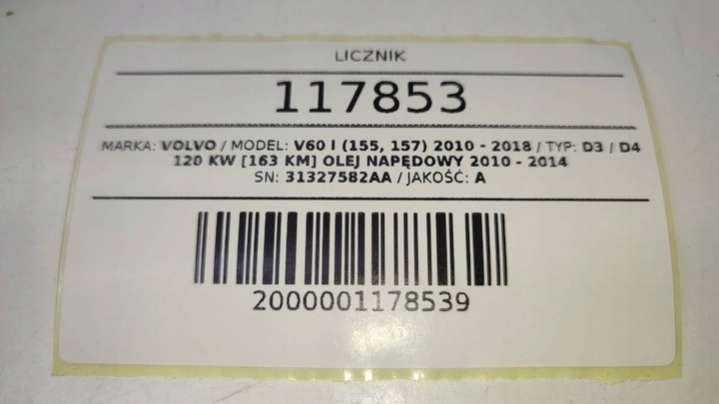 LICZNIK
117853
MARKA: VOLVO / MODEL: V60 I (155, 157) 2010 - 2018 / TYP: D3 / D4
120 KW [163 KM] OLEJ NAPĘDOWY 2010 - 2014
SN: 31327582AA / JAKOŚĆ: A
2000001178539